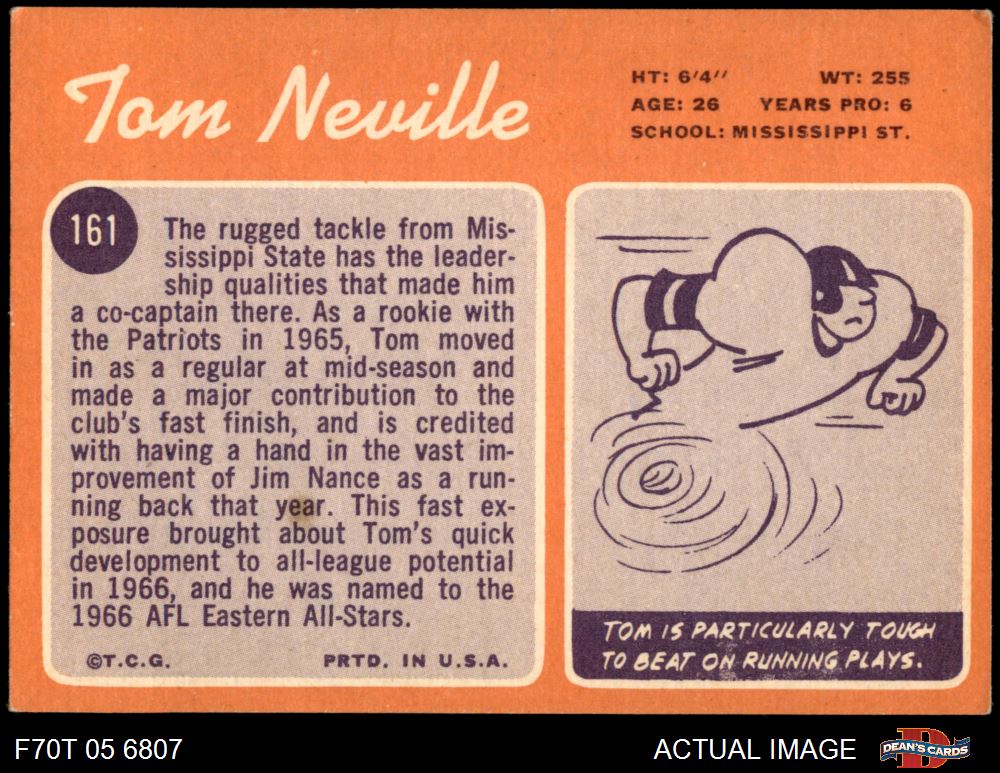 Tom Neville
HT: 6'4" WT: 255
AGE: 26 YEARS PRO: 6
SCHOOL: MISSISSIPPI ST.
161
The rugged tackle from Mis-
sissippi State has the leader-
ship qualities that made him
a co-captain there. As a rookie with
the Patriots in 1965, Tom moved
in as a regular at mid-season and
made a major contribution to the
club's fast finish, and is credited
with having a hand in the vast im-
provement of Jim Nance as a run-
ning back that year. This fast ex-
posure brought about Tom's quick
development to all-league potential
in 1966, and he was named to the
1966 AFL Eastern All-Stars.
©T.C.G. PRTD. IN U.S.A.
TOM IS PARTICULARLY TOUGH
TO BEAT ON RUNNING PLAYS.
F70T 05 6807
ACTUAL IMAGE
DEAN'S CARDS